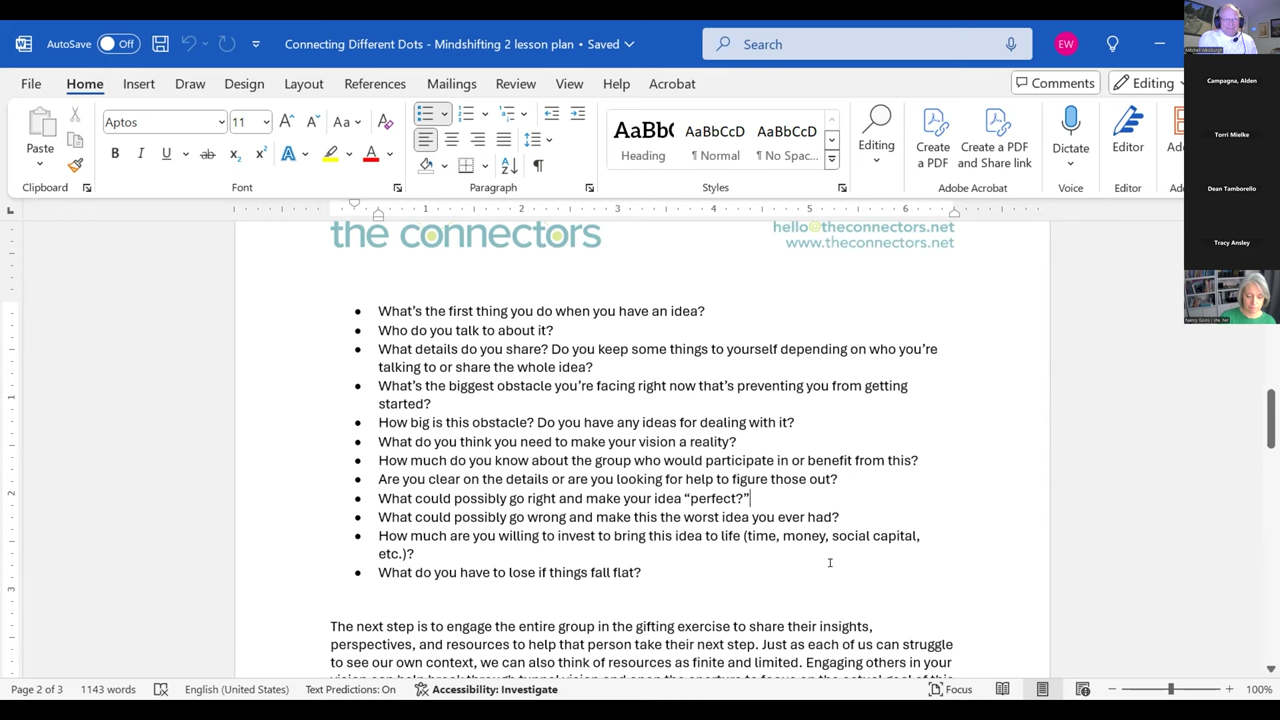 AutoSave Off Connecting Different Dots - Mindshifting 2 lesson plan • Saved Search EW
File Home Insert Draw Design Layout References Mailings Review View Help Acrobat Comments Editing
Campagna, Alden
Torri Mielke
Dean Tamborello
Tracy Ansley
Paste
Aptos 11
AaBbC AaBbCcD AaBbCcD
Heading ¶ Normal ¶ No Spac...
Editing
Create a PDF
Create a PDF and Share link
Dictate
Editor
Clipboard Font Paragraph Styles Adobe Acrobat Voice Editor
1 2 3 4 5 6
the connectors
hello@theconnectors.net
www.theconnectors.net
• What's the first thing you do when you have an idea?
• Who do you talk to about it?
• What details do you share? Do you keep some things to yourself depending on who you're
talking to or share the whole idea?
• What's the biggest obstacle you're facing right now that's preventing you from getting
started?
• How big is this obstacle? Do you have any ideas for dealing with it?
• What do you think you need to make your vision a reality?
• How much do you know about the group who would participate in or benefit from this?
• Are you clear on the details or are you looking for help to figure those out?
• What could possibly go right and make your idea “perfect?”
• What could possibly go wrong and make this the worst idea you ever had?
• How much are you willing to invest to bring this idea to life (time, money, social capital,
etc.)?
• What do you have to lose if things fall flat?
The next step is to engage the entire group in the gifting exercise to share their insights,
perspectives, and resources to help that person take their next step. Just as each of us can struggle
to see our own context, we can also think of resources as finite and limited. Engaging others in your
Page 2 of 3 1143 words English (United States) Text Predictions: On Accessibility: Investigate Focus 100%